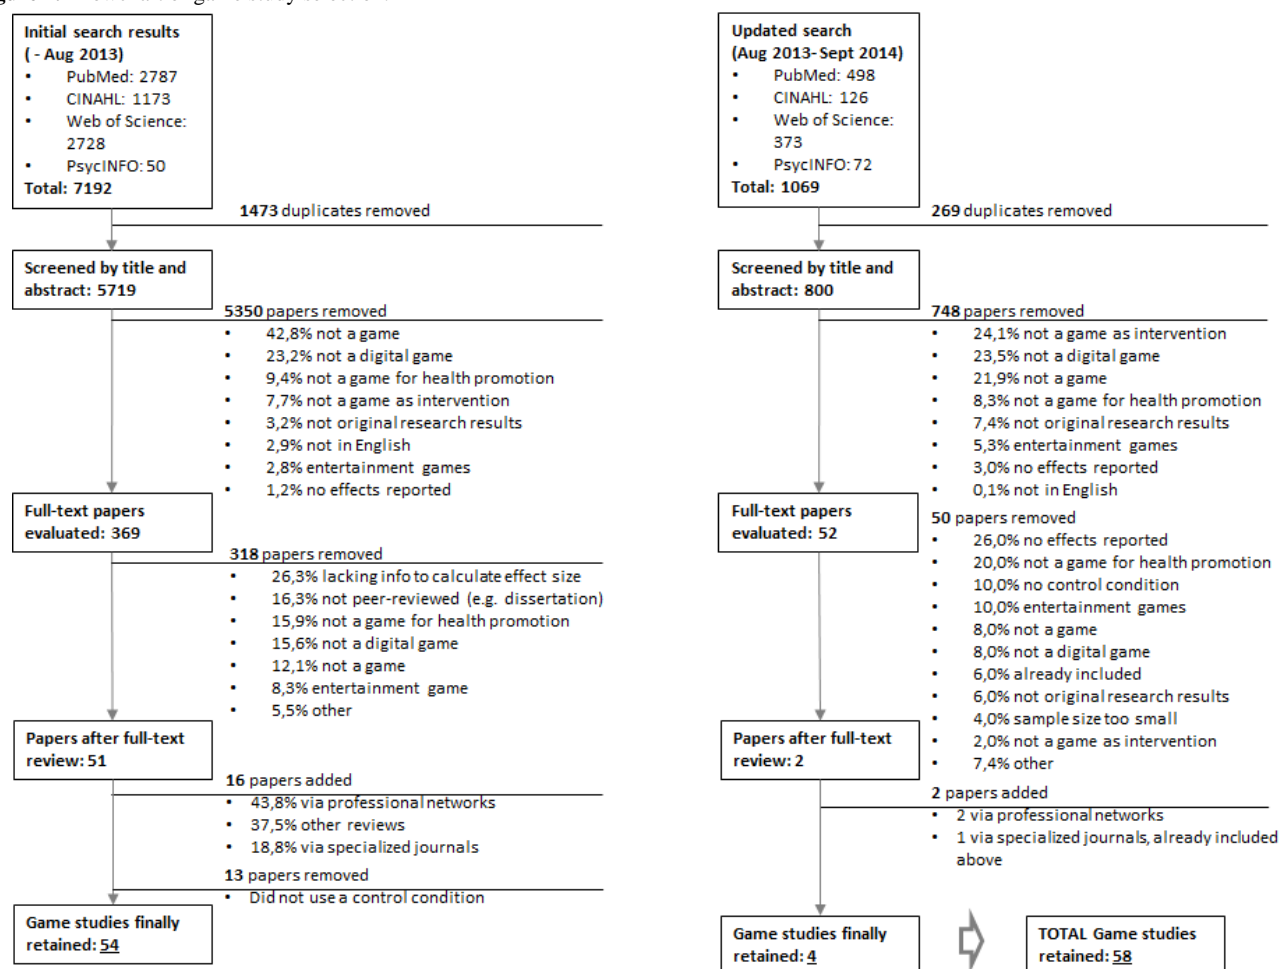 Initial search results
( - Aug 2013)
• PubMed: 2787
• CINAHL: 1173
• Web of Science:
2728
• PsycINFO: 50
Total: 7192
1473 duplicates removed
Screened by title and
abstract: 5719
5350 papers removed
• 42,8% not a game
• 23,2% not a digital game
• 9,4% not a game for health promotion
• 7,7% not a game as intervention
• 3,2% not original research results
• 2,9% not in English
• 2,8% entertainment games
• 1,2% no effects reported
Full-text papers
evaluated: 369
318 papers removed
• 26,3% lacking info to calculate effect size
• 16,3% not peer-reviewed (e.g. dissertation)
• 15,9% not a game for health promotion
• 15,6% not a digital game
• 12,1% not a game
• 8,3% entertainment game
• 5,5% other
Papers after full-text
review: 51
16 papers added
• 43,8% via professional networks
• 37,5% other reviews
• 18,8% via specialized journals
13 papers removed
• Did not use a control condition
Game studies finally
retained: 54
Updated search
(Aug 2013- Sept 2014)
• PubMed: 498
• CINAHL: 126
• Web of Science:
373
• PsycINFO: 72
Total: 1069
269 duplicates removed
Screened by title and
abstract: 800
748 papers removed
• 24,1% not a game as intervention
• 23,5% not a digital game
• 21,9% not a game
• 8,3% not a game for health promotion
• 7,4% not original research results
• 5,3% entertainment games
• 3,0% no effects reported
• 0,1% not in English
Full-text papers
evaluated: 52
50 papers removed
• 26,0% no effects reported
• 20,0% not a game for health promotion
• 10,0% no control condition
• 10,0% entertainment games
• 8,0% not a game
• 8,0% not a digital game
• 6,0% already included
• 6,0% not original research results
• 4,0% sample size too small
• 2,0% not a game as intervention
• 7,4% other
Papers after full-text
review: 2
2 papers added
• 2 via professional networks
• 1 via specialized journals, already included
above
Game studies finally
retained: 4
TOTAL Game studies
retained: 58